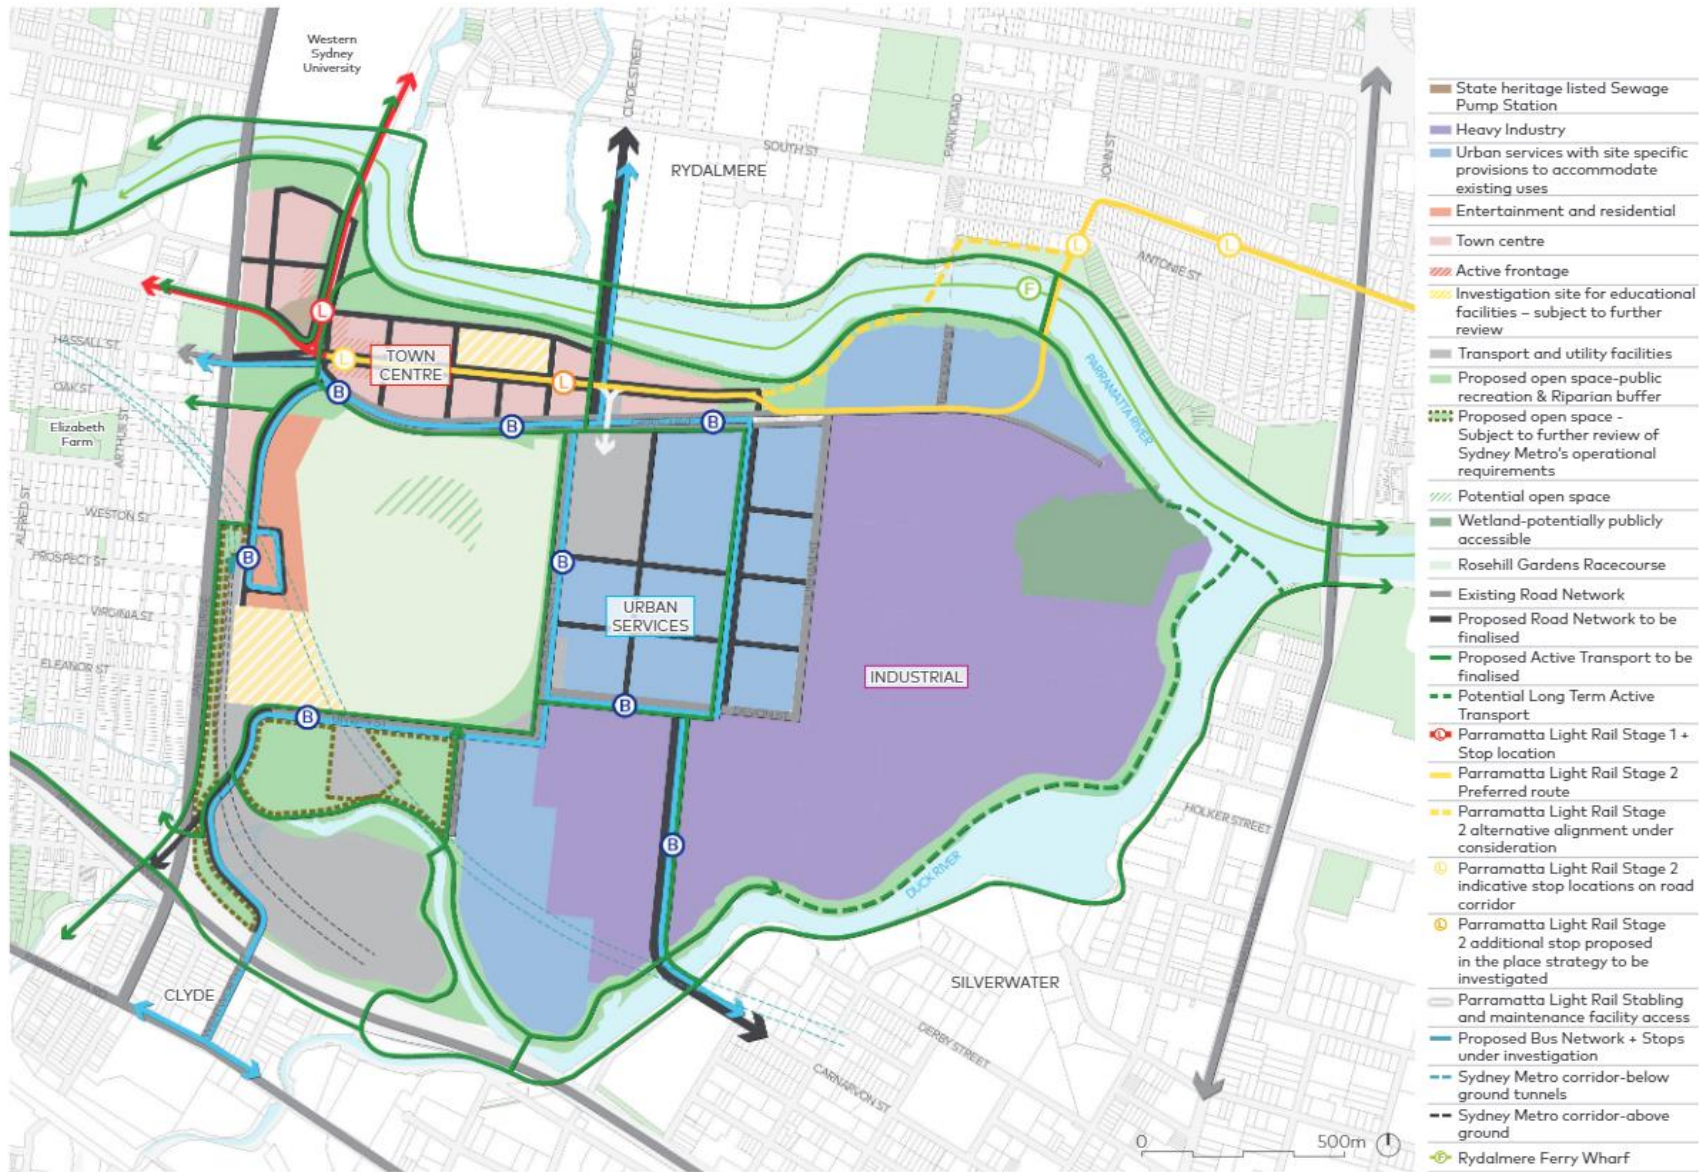 Western
Sydney
University
CLYDE STREET
PARK ROAD
JOHN ST
SOUTH ST
RYDALMERE
ANTONIE ST
L
L
F
L
HASSALL ST
L
TOWN
CENTRE
L
OAK ST
B
PARRAMATTA RIVER
Elizabeth
Farm
ARTHUR ST
B
B
ALFRED ST
WESTON ST
PROSPECT ST
B
B
VIRGINIA ST
URBAN
SERVICES
ELEANOR ST
INDUSTRIAL
B
B
HOLKER STREET
B
DUCK RIVER
SILVERWATER
CLYDE
DERBY STREET
CARNARVON ST
0
500m
State heritage listed Sewage
Pump Station
Heavy Industry
Urban services with site specific
provisions to accommodate
existing uses
Entertainment and residential
Town centre
Active frontage
Investigation site for educational
facilities – subject to further
review
Transport and utility facilities
Proposed open space-public
recreation & Riparian buffer
Proposed open space -
Subject to further review of
Sydney Metro's operational
requirements
Potential open space
Wetland-potentially publicly
accessible
Rosehill Gardens Racecourse
Existing Road Network
Proposed Road Network to be
finalised
Proposed Active Transport to be
finalised
Potential Long Term Active
Transport
L Parramatta Light Rail Stage 1 +
Stop location
Parramatta Light Rail Stage 2
Preferred route
Parramatta Light Rail Stage
2 alternative alignment under
consideration
L Parramatta Light Rail Stage 2
indicative stop locations on road
corridor
L Parramatta Light Rail Stage
2 additional stop proposed
in the place strategy to be
investigated
Parramatta Light Rail Stabling
and maintenance facility access
Proposed Bus Network + Stops
under investigation
Sydney Metro corridor-below
ground tunnels
Sydney Metro corridor-above
ground
F Rydalmere Ferry Wharf